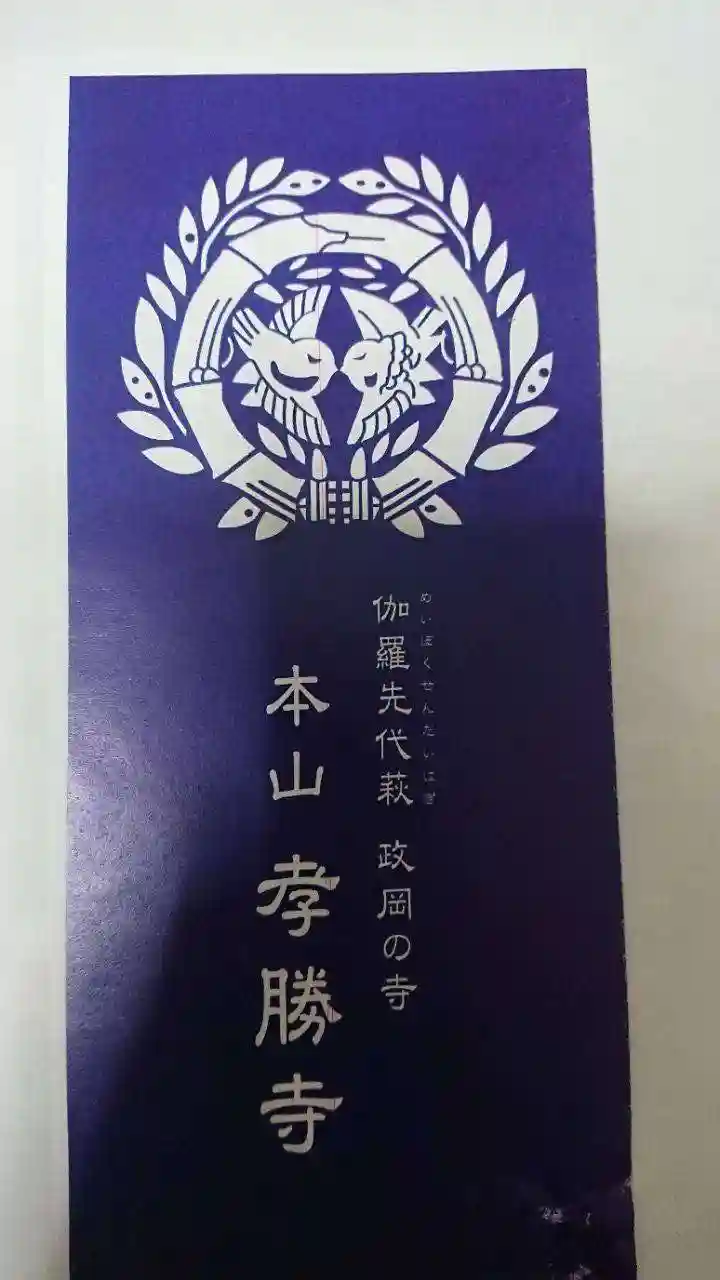 めいぼくせんだいはぎ
伽羅先代萩 政岡の寺
本山 孝勝寺